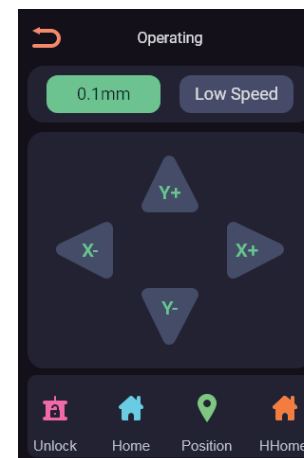 Operating
0.1mm Low Speed
Y+
X- X+
Y-
Unlock Home Position HHome